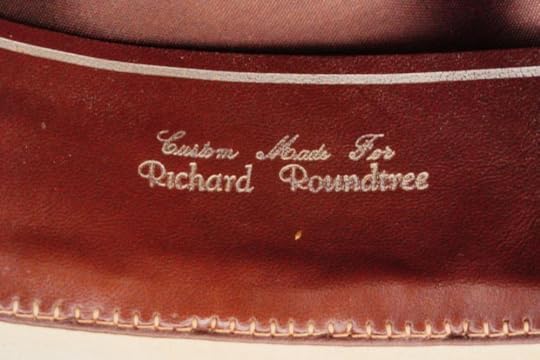 Custom Made For
Richard Roundtree